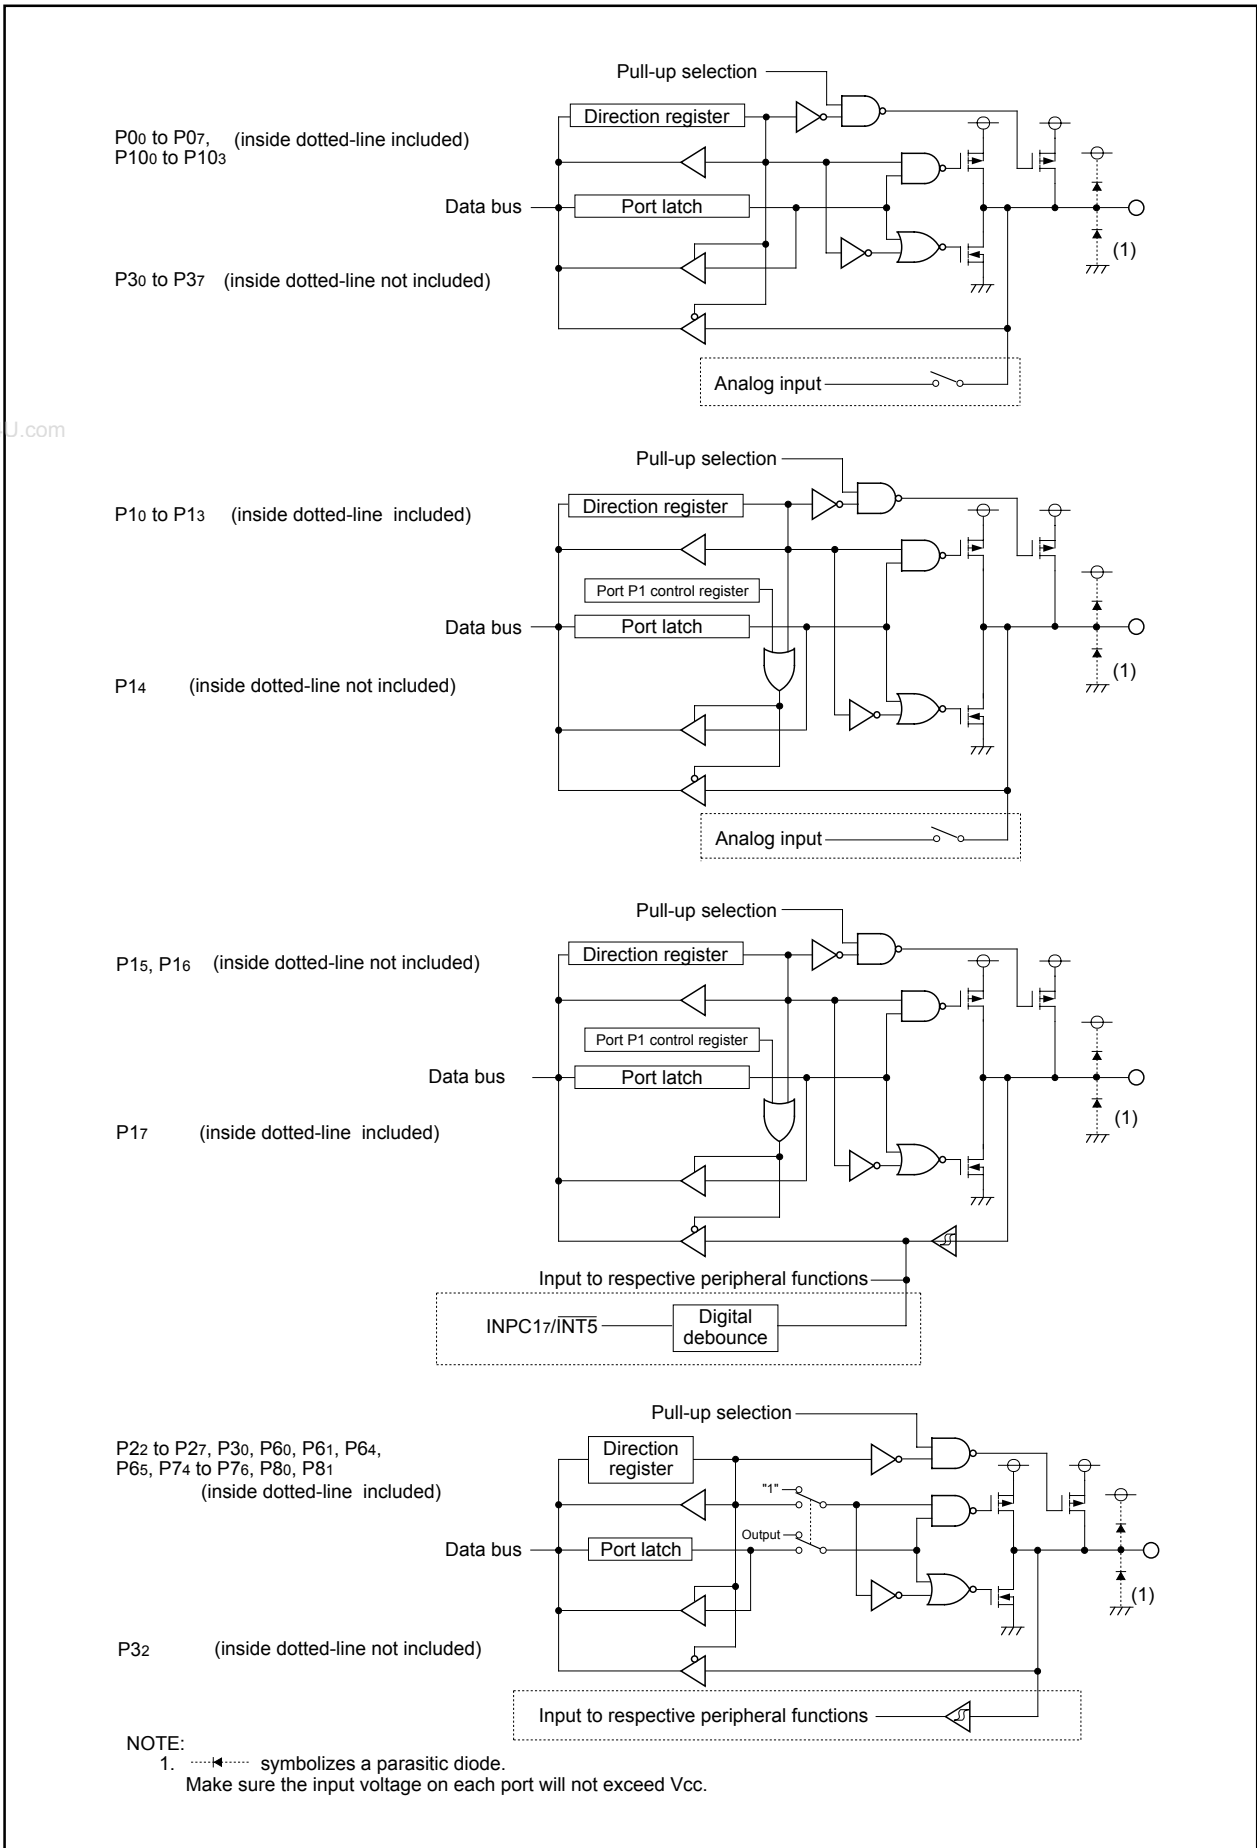 Pull-up selection
Direction register
P00 to P07, (inside dotted-line included)
P100 to P103
Data bus
Port latch
(1)
P30 to P37 (inside dotted-line not included)
Analog input
U.com
Pull-up selection
Direction register
P10 to P13 (inside dotted-line included)
Port P1 control register
Data bus
Port latch
(1)
P14 (inside dotted-line not included)
Analog input
Pull-up selection
Direction register
P15, P16 (inside dotted-line not included)
Port P1 control register
Data bus
Port latch
(1)
P17 (inside dotted-line included)
Input to respective peripheral functions
INPC17/INT5
Digital
debounce
Pull-up selection
P22 to P27, P30, P60, P61, P64,
P65, P74 to P76, P80, P81
(inside dotted-line included)
Direction
register
"1"
Output
Data bus
Port latch
(1)
P32 (inside dotted-line not included)
Input to respective peripheral functions
NOTE:
1. symbolizes a parasitic diode.
Make sure the input voltage on each port will not exceed Vcc.